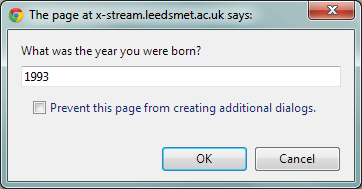 The page at x-stream.leedsmet.ac.uk says:
What was the year you were born?
1993
Prevent this page from creating additional dialogs.
OK Cancel